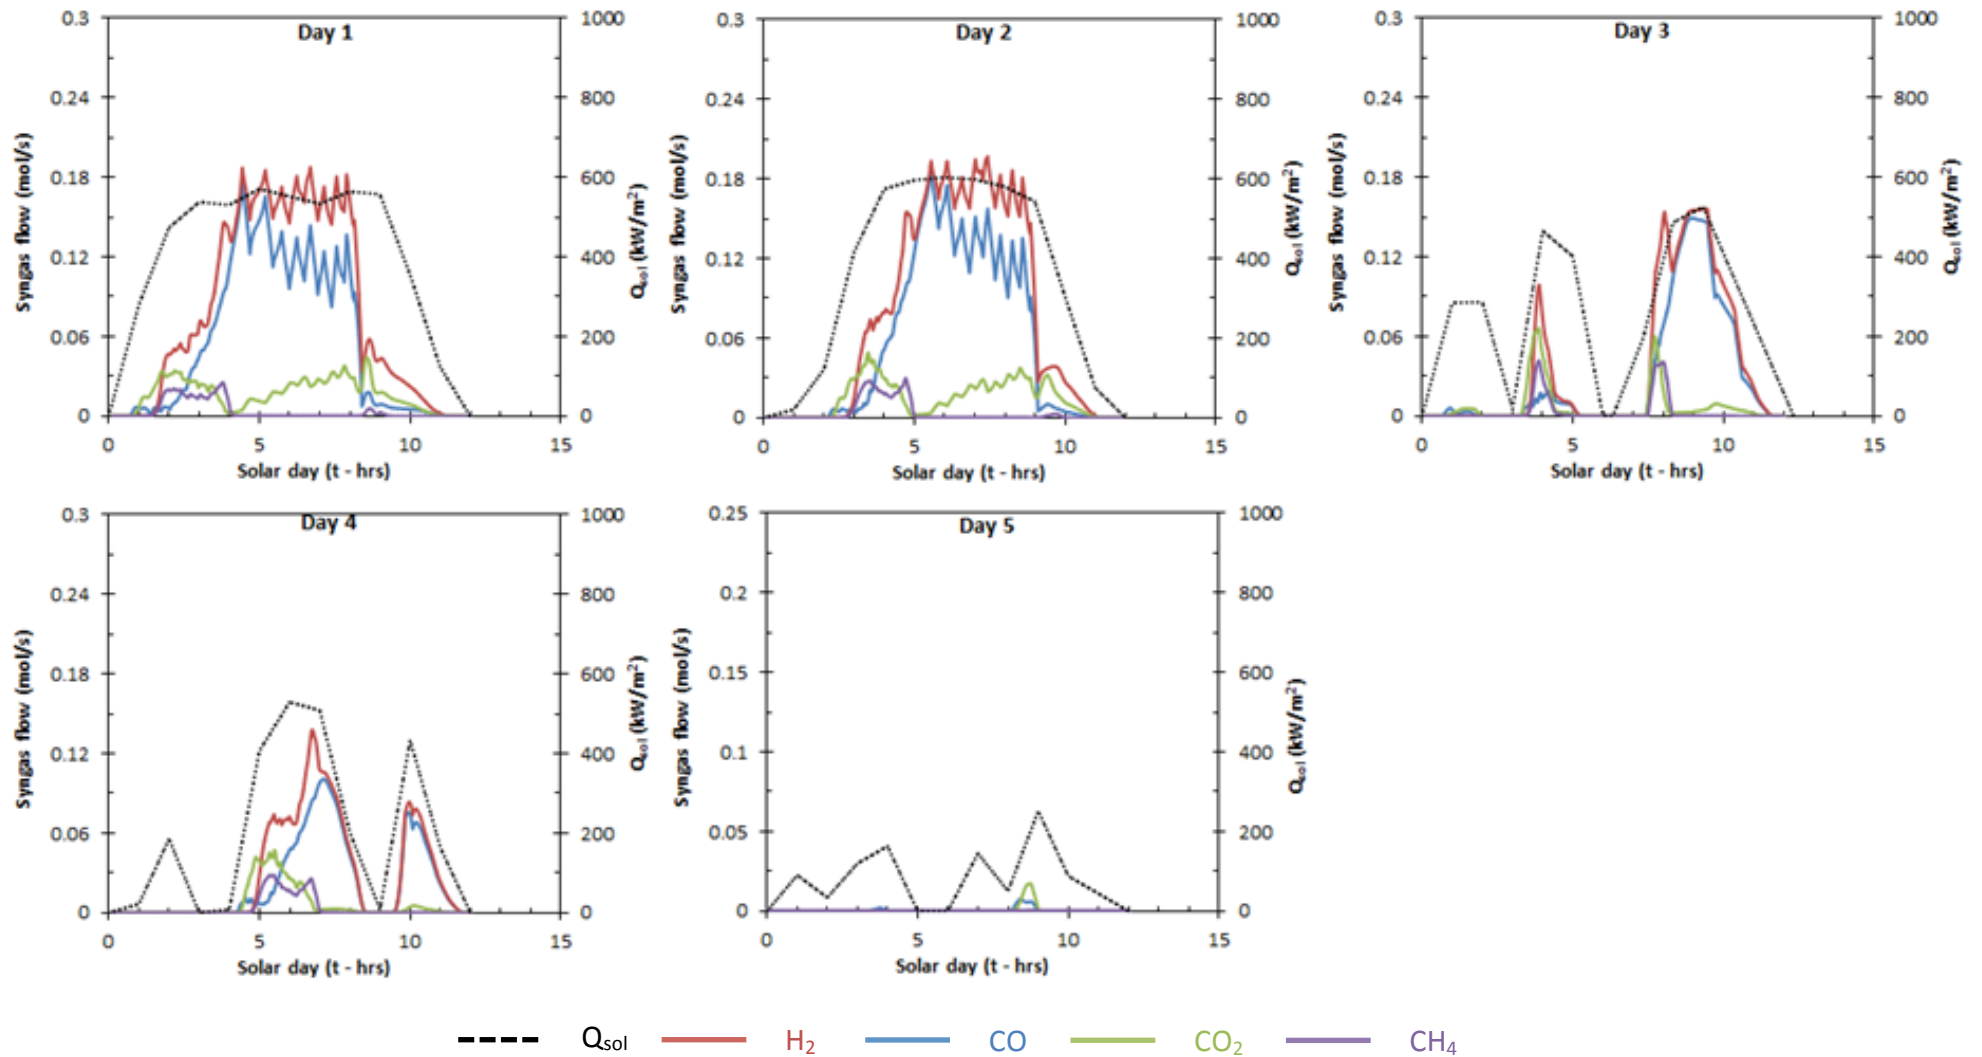 Day 1
0.3
0.24
0.18
0.12
0.06
0
1000
800
600
400
200
0
0 5 10 15
Syngas flow (mol/s)
Qsol (kW/m²)
Solar day (t - hrs)
Day 2
0.3
0.24
0.18
0.12
0.06
0
1000
800
600
400
200
0
0 5 10 15
Syngas flow (mol/s)
Qsol (kW/m²)
Solar day (t - hrs)
Day 3
0.3
0.24
0.18
0.12
0.06
0
1000
800
600
400
200
0
0 5 10 15
Syngas flow (mol/s)
Qsol (kW/m²)
Solar day (t - hrs)
Day 4
0.3
0.24
0.18
0.12
0.06
0
1000
800
600
400
200
0
0 5 10 15
Syngas flow (mol/s)
Qsol (kW/m²)
Solar day (t - hrs)
Day 5
0.25
0.2
0.15
0.1
0.05
0
1000
800
600
400
200
0
0 5 10 15
Syngas flow (mol/s)
Qsol (kW/m²)
Solar day (t - hrs)
Qsol H₂ CO CO₂ CH₄